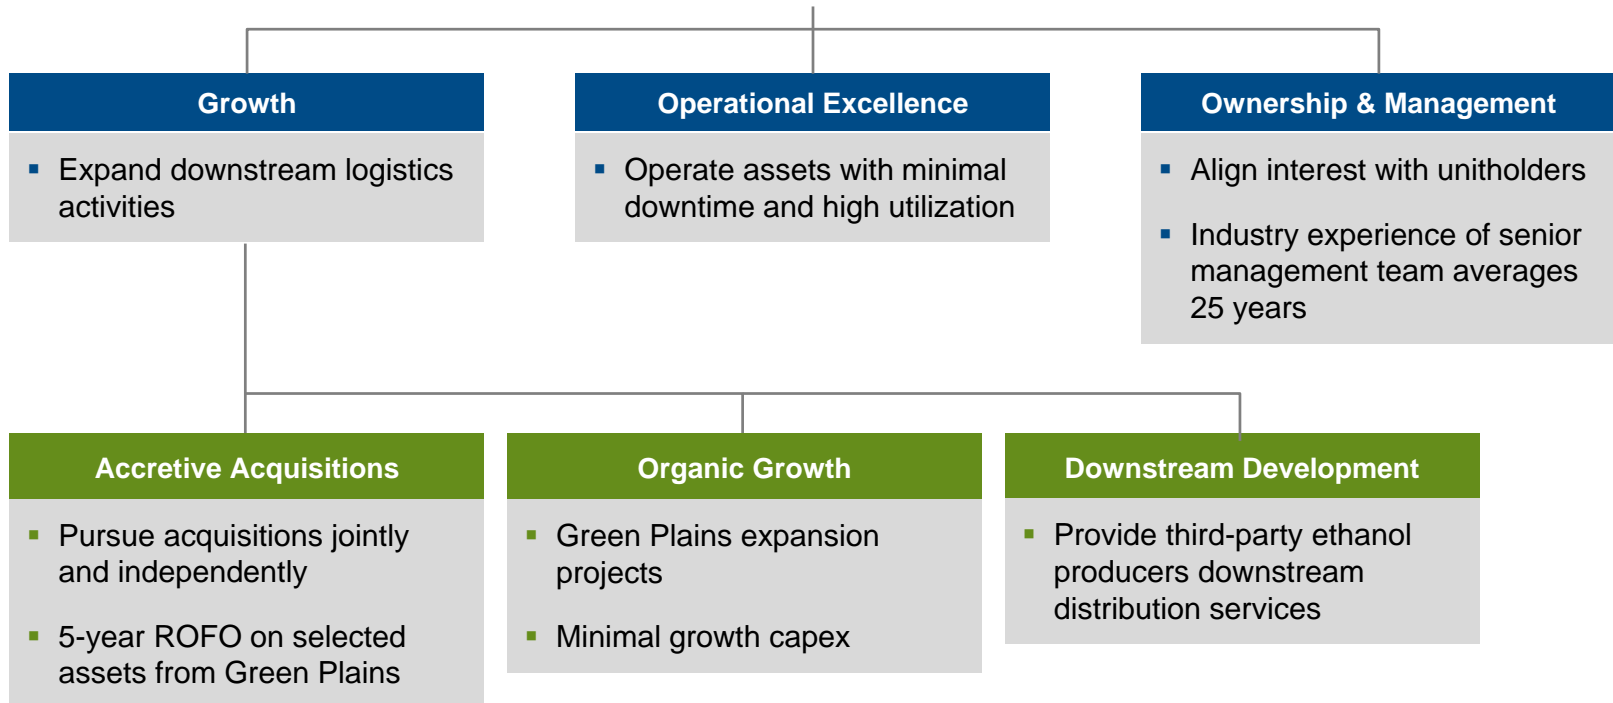 Growth
Expand downstream logistics
activities
Operational Excellence
Operate assets with minimal
downtime and high utilization
Ownership & Management
Align interest with unitholders
Industry experience of senior
management team averages
25 years
Accretive Acquisitions
Pursue acquisitions jointly
and independently
5-year ROFO on selected
assets from Green Plains
Organic Growth
Green Plains expansion
projects
Minimal growth capex
Downstream Development
Provide third-party ethanol
producers downstream
distribution services